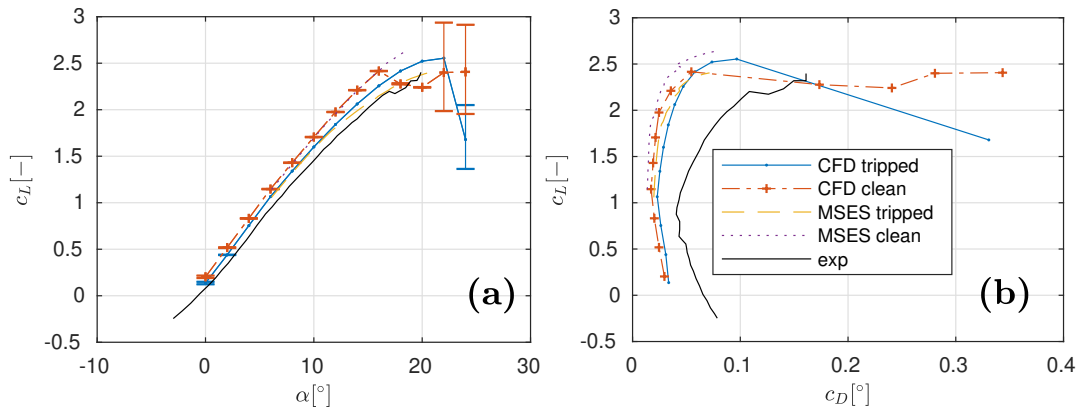 3
2.5
2
1.5
1
0.5
0
-0.5
-10
0
10
20
30
c_L[−]
α[°]
(a)
3
2.5
2
1.5
1
0.5
0
-0.5
0
0.1
0.2
0.3
0.4
c_L[−]
c_D[°]
CFD tripped
CFD clean
MSES tripped
MSES clean
exp
(b)